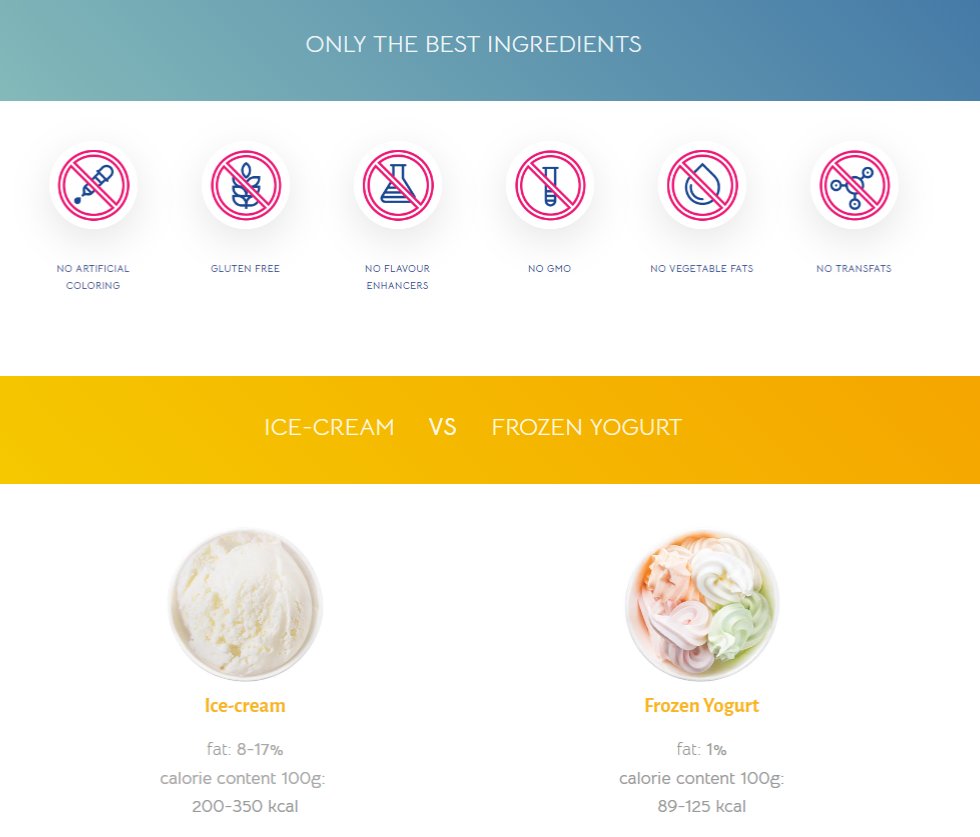 ONLY THE BEST INGREDIENTS
NO ARTIFICIAL COLORING
GLUTEN FREE
NO FLAVOUR ENHANCERS
NO GMO
NO VEGETABLE FATS
NO TRANSFATS
ICE-CREAM VS FROZEN YOGURT
Ice-cream
fat: 8-17%
calorie content 100g:
200-350 kcal
Frozen Yogurt
fat: 1%
calorie content 100g:
89-125 kcal